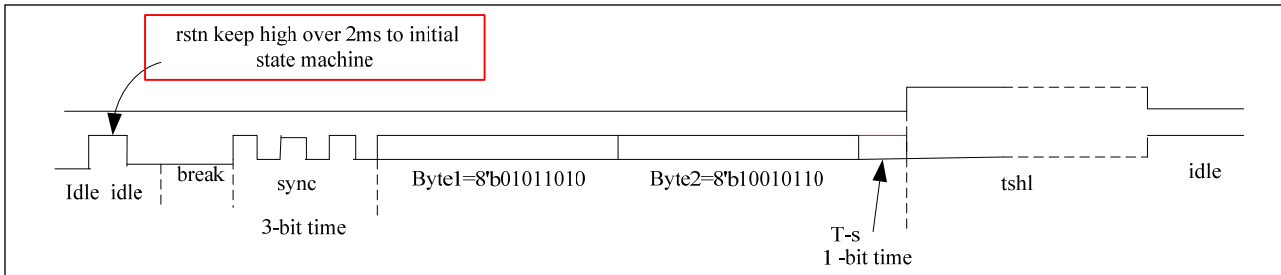 rstn keep high over 2ms to initial
state machine
Idle idle
break
sync
3-bit time
Byte1=8'b01011010
Byte2=8'b10010110
T-s
1 -bit time
tshl
idle